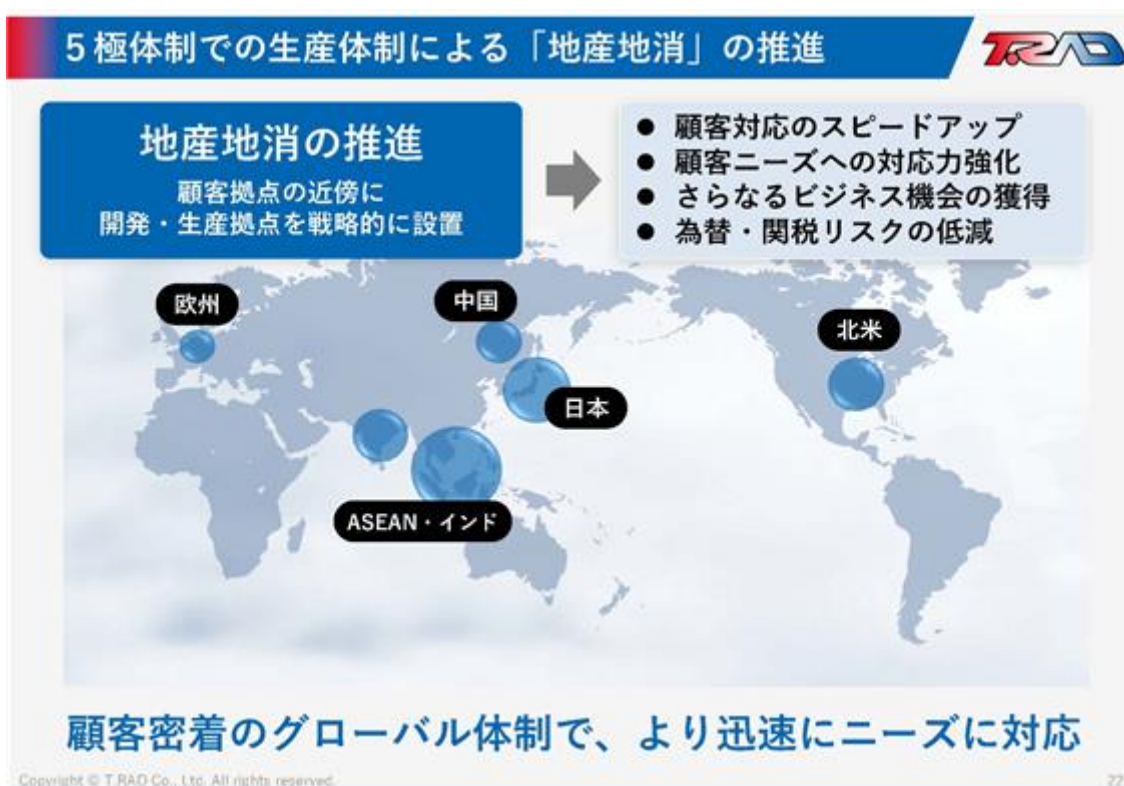 5極体制での生産体制による「地産地消」の推進
T.RAD
地産地消の推進
顧客拠点の近傍に
開発・生産拠点を戦略的に設置
● 顧客対応のスピードアップ
● 顧客ニーズへの対応力強化
● さらなるビジネス機会の獲得
● 為替・関税リスクの低減
欧州
中国
北米
日本
ASEAN・インド
顧客密着のグローバル体制で、より迅速にニーズに対応
Copyright © T.RAD Co., Ltd. All rights reserved.
22